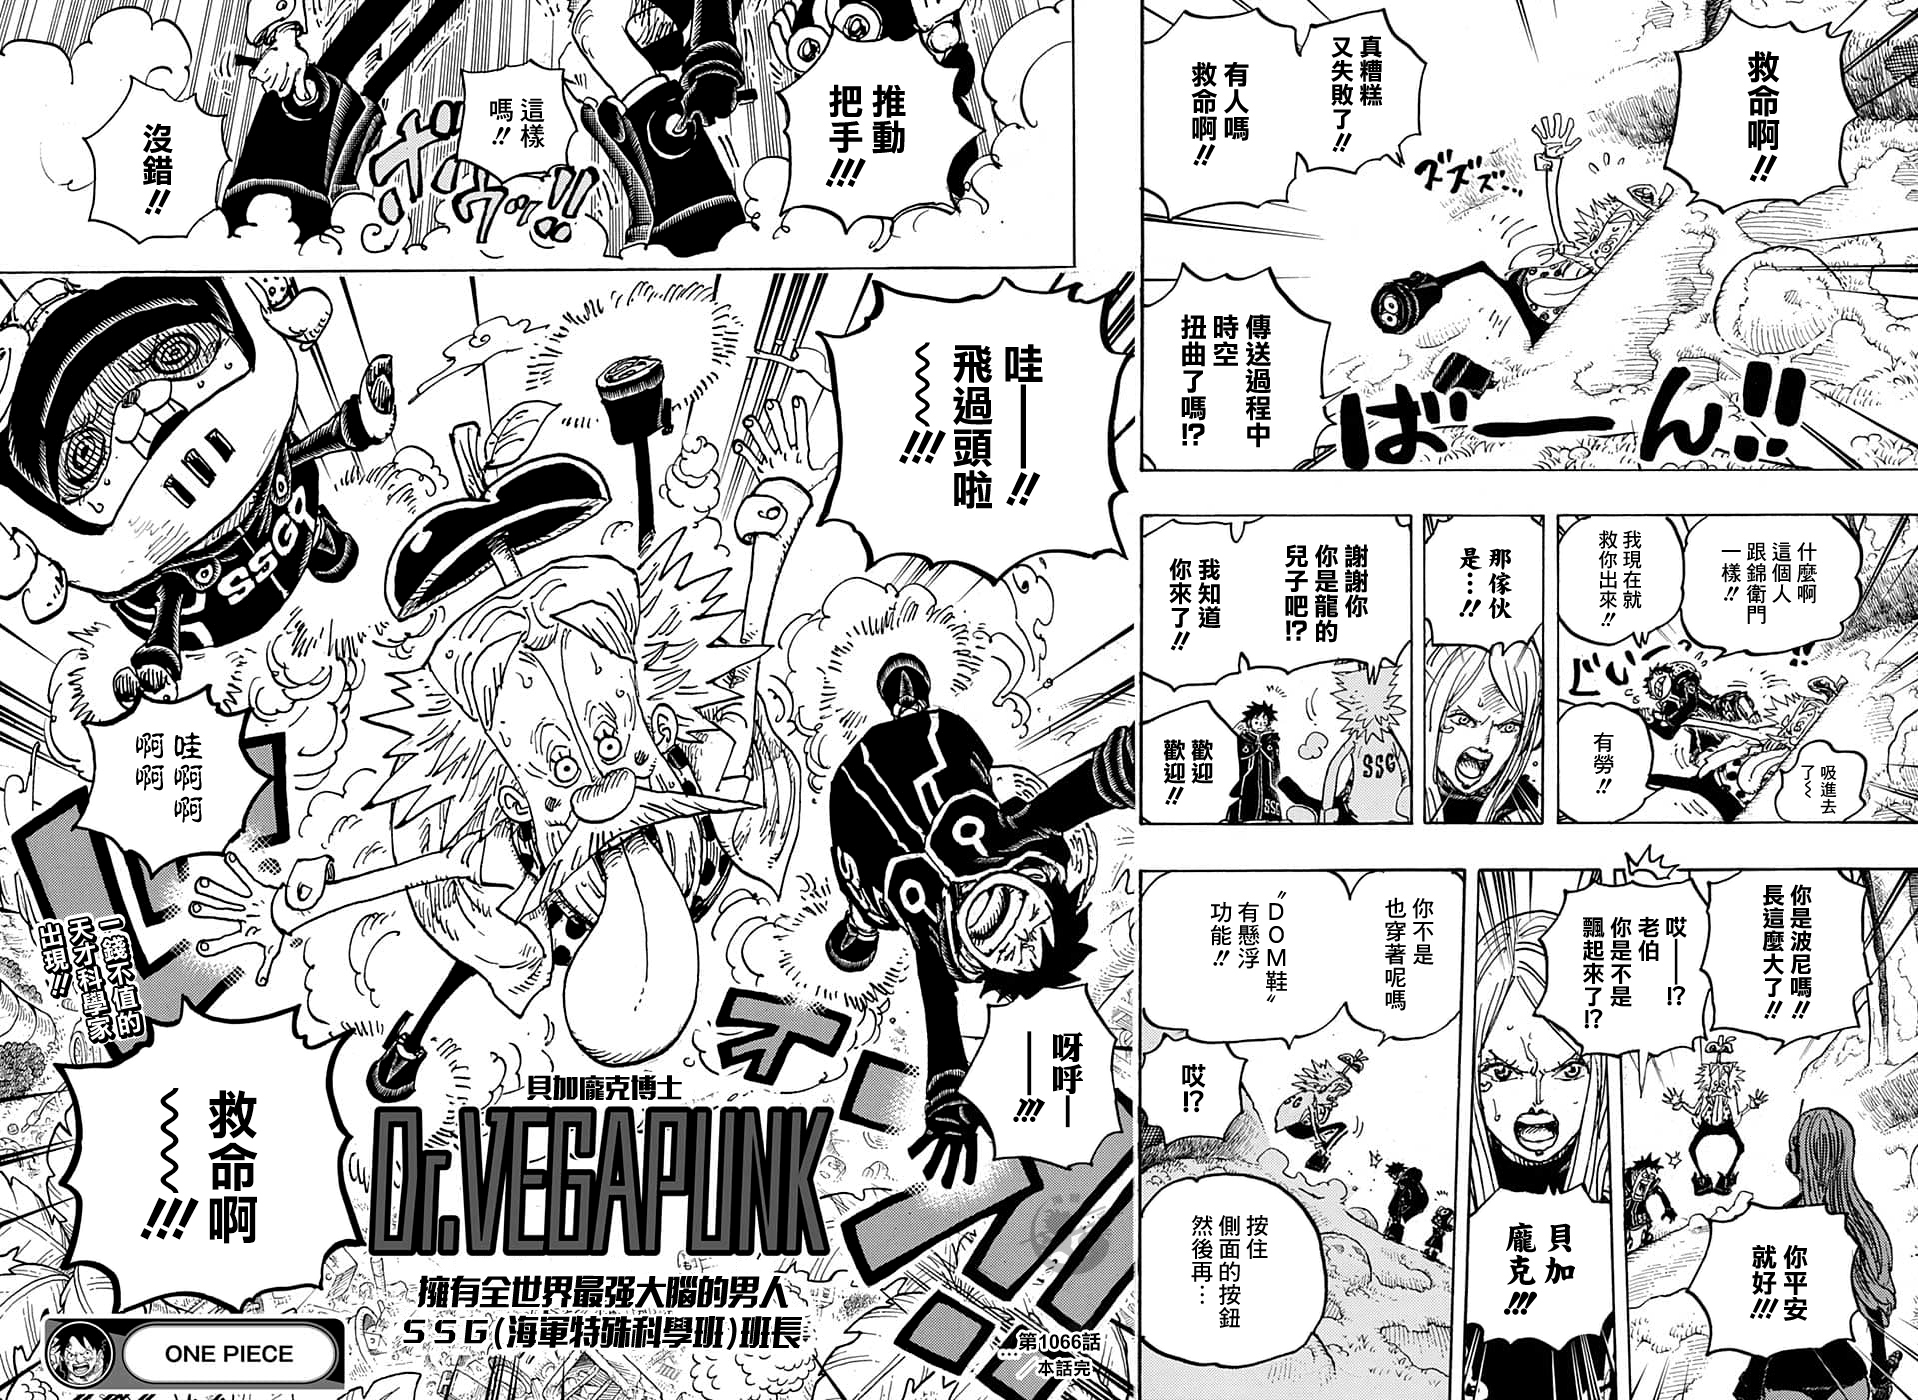 救命啊!!
真糟糕
又失敗了!!
有人嗎
救命啊!!
ズズズ…
傳送過程中
時空
扭曲了嗎!?
ばーん!!
什麼啊
這個人
跟錦衛門
一樣!!
我現在就
救你出來!!
有勞!!
吸進去
了～
那傢伙
是…!!
謝謝你
你是龍的
兒子吧!?
我知道
你來了!!
歡迎
歡迎!!
SSG
SSG
你是波尼嗎!!
長這麼大了!!
哎——!?
老伯
你是不是
飄起來了!?
你平安
就好!!!
貝加
龐克!!!
你不是
也穿著呢嗎
"DOM鞋"
有懸浮
功能!!
哎!?
按住
側面的按鈕
然後再…
推動
把手!!!
這樣
嗎!!
沒錯!!
哇——!!
飛過頭啦
～～!!!
SSG
哇啊啊
啊啊
呀呼—
——!!!
救命啊
～～!!!
一錢不值的
天才科學家
出現!!
貝加龐克博士
Dr.VEGAPUNK
擁有全世界最强大腦的男人
SSG(海軍特殊科學班)班長
ONE PIECE
第1066話
本話完